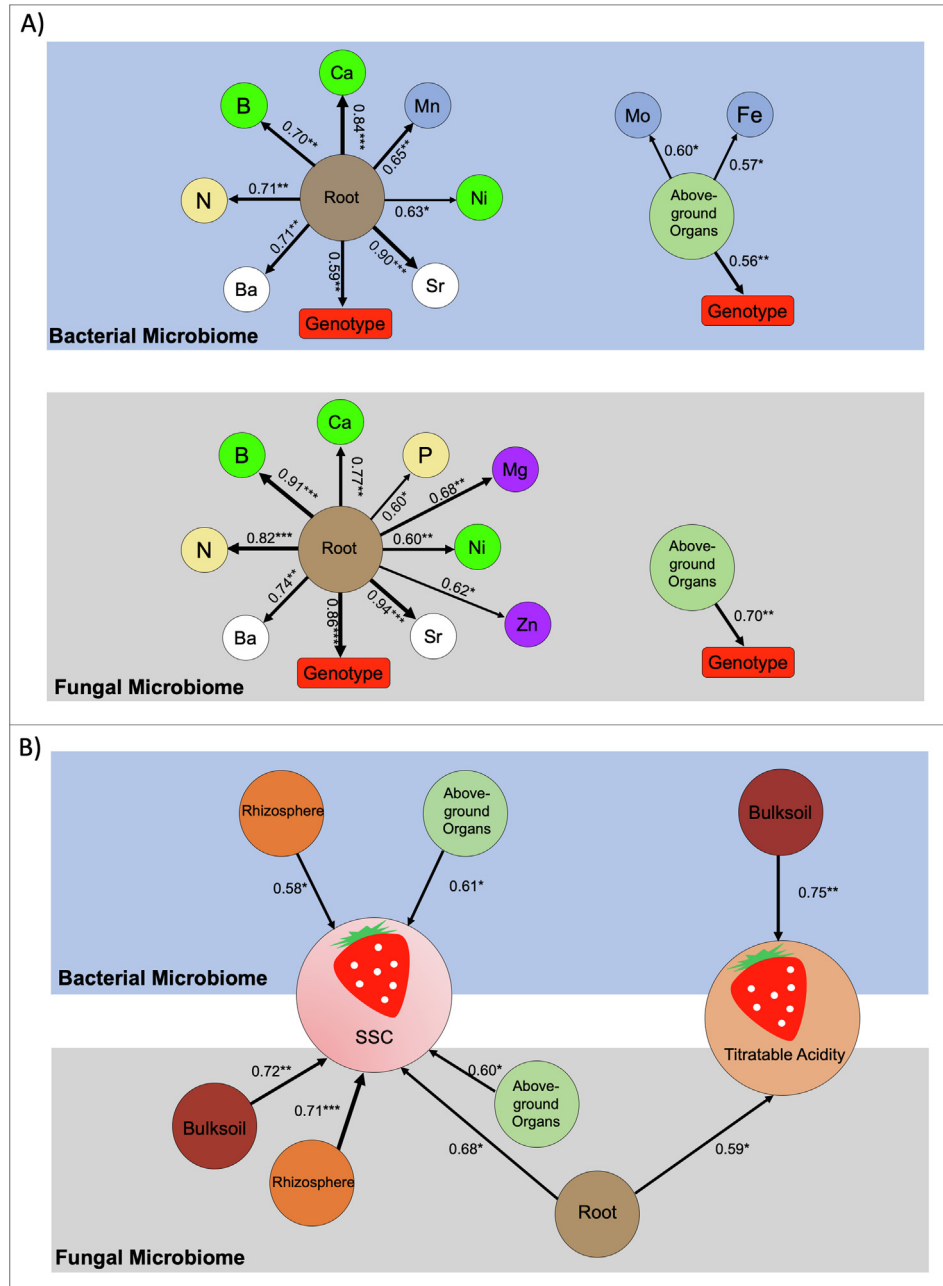 A)
Ca
B
Mn
0.84***
0.70**
0.65**
N
0.71**
Root
0.63*
Ni
0.71**
0.59**
0.90***
Ba
Sr
Genotype
Mo
Fe
0.60*
0.57*
Above-
ground
Organs
0.56**
Genotype
Bacterial Microbiome
Ca
B
P
Mg
0.91***
0.77**
0.60*
0.68**
N
0.82***
Root
0.60**
Ni
0.74**
0.86***
0.94***
0.62*
Ba
Sr
Zn
Genotype
Above-
ground
Organs
0.70**
Genotype
Fungal Microbiome
B)
Rhizosphere
Above-
ground
Organs
Bulksoil
0.58*
0.61*
0.75**
Bacterial Microbiome
SSC
Titratable Acidity
0.72**
0.60*
Bulksoil
0.71***
Above-
ground
Organs
0.68*
0.59*
Rhizosphere
Root
Fungal Microbiome